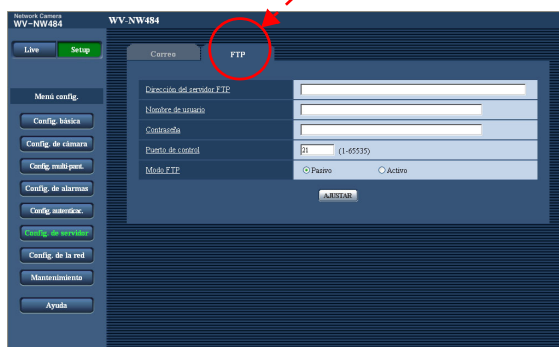 Network Camera
WV-NW484
WV-NW484
Live
Setup
Correo
FTP
Menú config.
Config. básica
Config. de cámara
Config. multi-pant.
Config. de alarmas
Config. autenticac.
Config. de servidor
Config. de la red
Mantenimiento
Ayuda
Dirección del servidor FTP
Nombre de usuario
Contraseña
Puerto de control
21 (1-65535)
Modo FTP
Pasivo
Activo
AJUSTAR